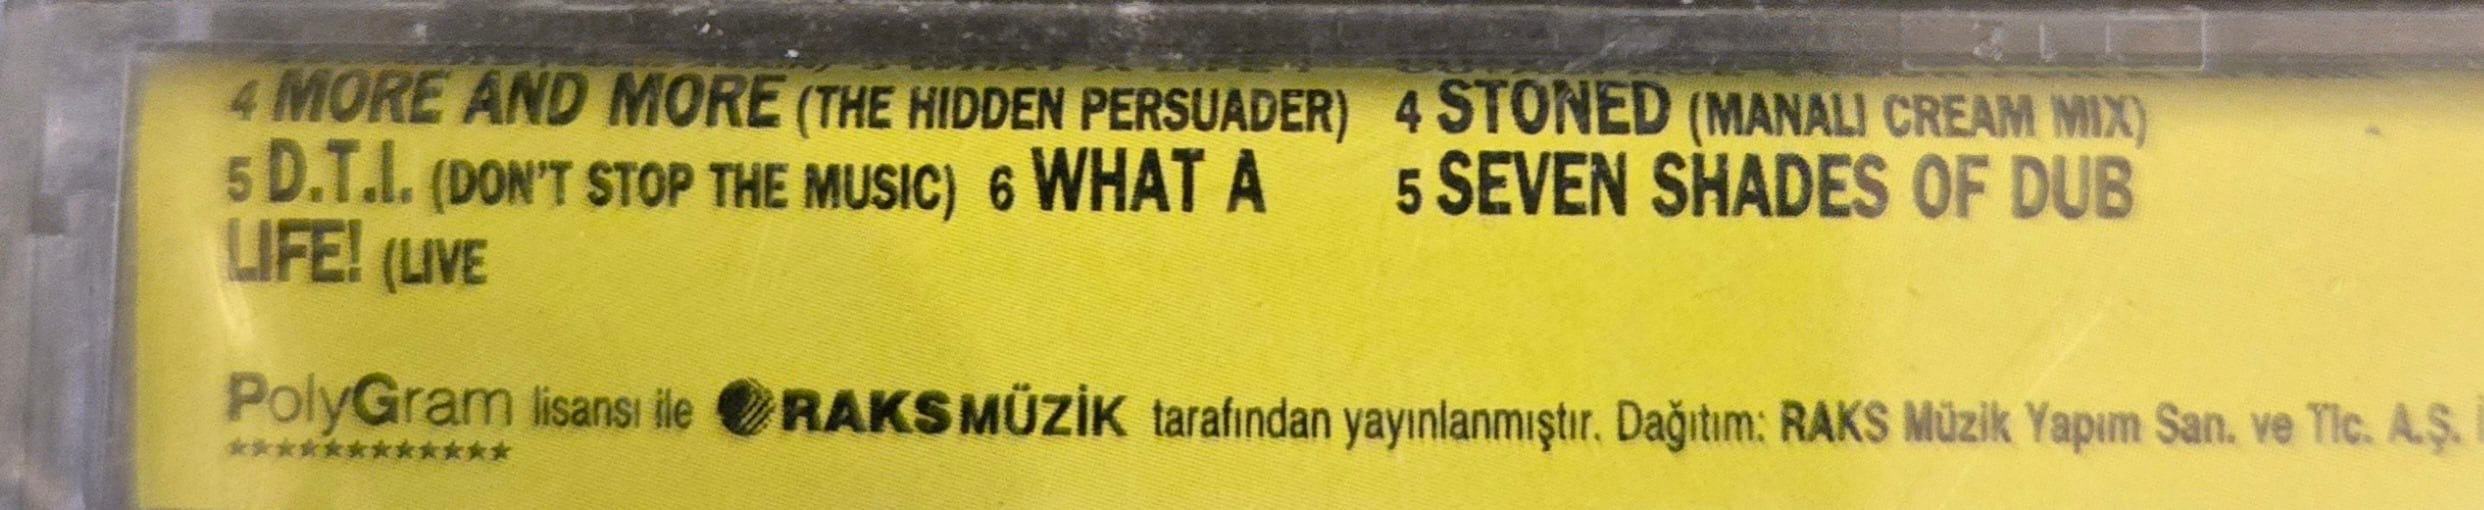 4 MORE AND MORE (THE HIDDEN PERSUADER)
5 D.T.I. (DON'T STOP THE MUSIC) 6 WHAT A
LIFE! (LIVE
4 STONED (MANALI CREAM MIX)
5 SEVEN SHADES OF DUB
PolyGram lisansı ile RAKS MÜZİK tarafından yayınlanmıştır. Dağıtım: RAKS Müzik Yapım San. ve Tic. A.Ş.
************